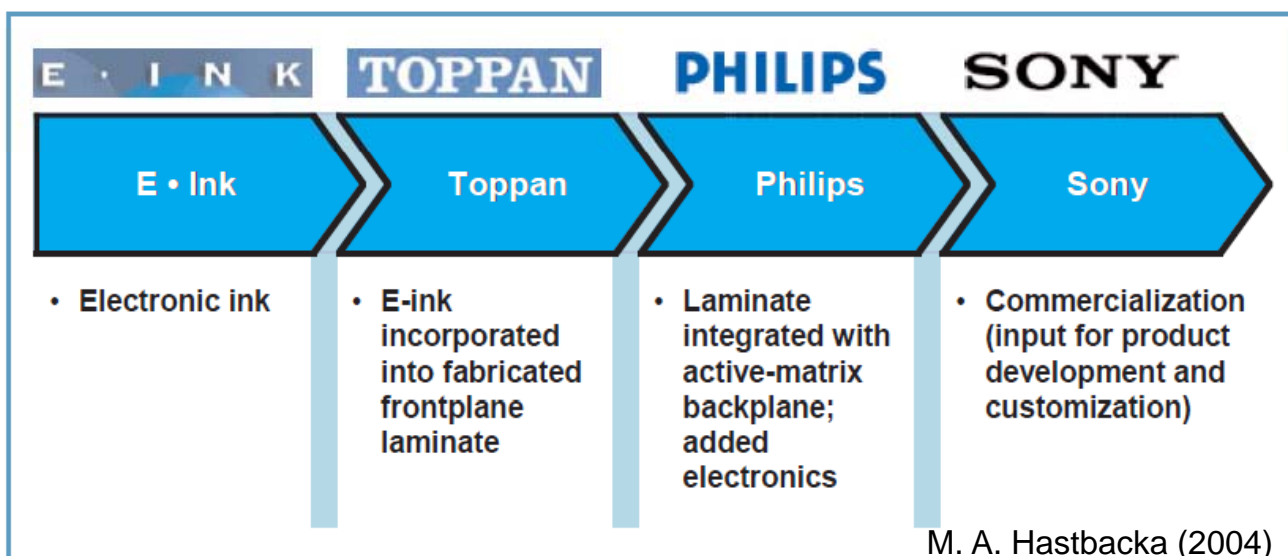 E · I N K
TOPPAN
PHILIPS
SONY
E • Ink
Toppan
Philips
Sony
• Electronic ink
• E-ink
incorporated
into fabricated
frontplane
laminate
• Laminate
integrated with
active-matrix
backplane;
added
electronics
• Commercialization
(input for product
development and
customization)
M. A. Hastbacka (2004)